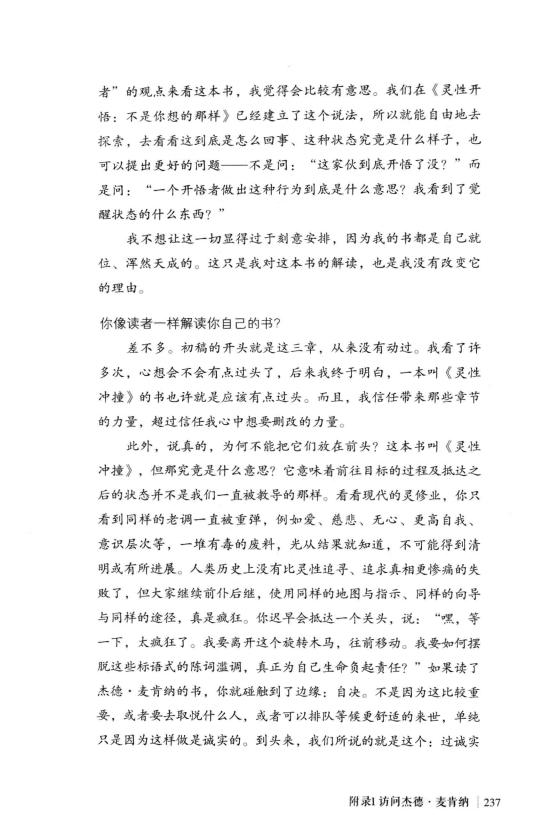 者”的观点来看这本书，我觉得会比较有意思。我们在《灵性开
悟：不是你想的那样》已经建立了这个说法，所以就能自由地去
探索，去看看这到底是怎么回事、这种状态究竟是什么样子，也
可以提出更好的问题——不是问：“这家伙到底开悟了没？”而
是问：“一个开悟者做出这种行为到底是什么意思？我看到了觉
醒状态的什么东西？”
我不想让这一切显得过于刻意安排，因为我的书都是自己就
位、浑然天成的。这只是我对这本书的解读，也是我没有改变它
的理由。
你像读者一样解读你自己的书？
差不多。初稿的开头就是这三章，从来没有动过。我看了许
多次，心想会不会有点过头了，后来我终于明白，一本叫《灵性
冲撞》的书也许就是应该有点过头。而且，我信任带来那些章节
的力量，超过信任我心中想要删改的力量。
此外，说真的，为何不能把它们放在前头？这本书叫《灵性
冲撞》，但那究竟是什么意思？它意味着前往目标的过程及抵达之
后的状态并不是我们一直被教导的那样。看看现代的灵修业，你只
看到同样的老调一直被重弹，例如爱、慈悲、无心、更高自我、
意识层次等，一堆有毒的废料，光从结果就知道，不可能得到清
明或有所进展。人类历史上没有比灵性追寻、追求真相更惨痛的失
败了，但大家继续前仆后继，使用同样的地图与指示、同样的向导
与同样的途径，真是疯狂。你迟早会抵达一个关头，说：“嘿，等
一下，太疯狂了。我要离开这个旋转木马，往前移动。我要如何摆
脱这些标语式的陈词滥调，真正为自己生命负起责任？”如果读了
杰德·麦肯纳的书，你就碰触到了边缘：自决。不是因为这比较重
要，或者要去取悦什么人，或者可以排队等候更舒适的来世，单纯
只是因为这样做是诚实的。到头来，我们所说的就是这个：过诚实
附录1 访问杰德·麦肯纳 | 237